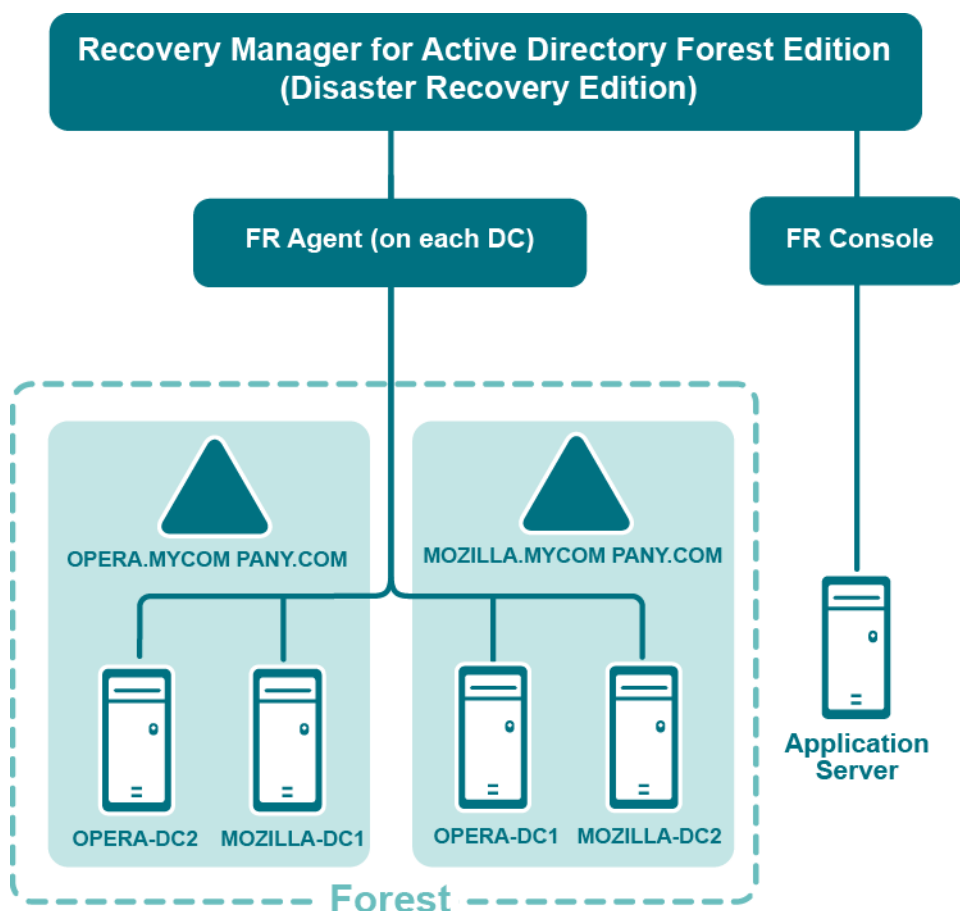 Recovery Manager for Active Directory Forest Edition
(Disaster Recovery Edition)
FR Agent (on each DC)
FR Console
OPERA.MYCOM PANY.COM
MOZILLA.MYCOM PANY.COM
OPERA-DC2
MOZILLA-DC1
OPERA-DC1
MOZILLA-DC2
Application
Server
Forest